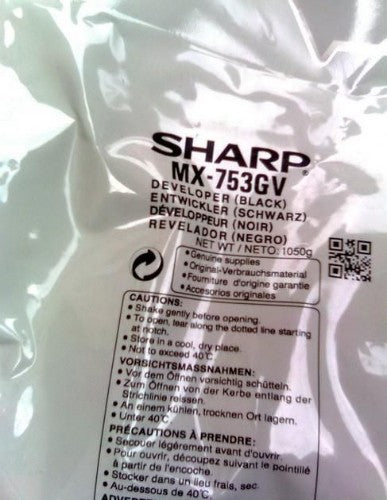 SHARP®
MX-753GV
DEVELOPER (BLACK)
ENTWICKLER (SCHWARZ)
DÉVELOPPEUR (NOIR)
REVELADOR (NEGRO)
NET WT / NETO: 1050g
•Genuine supplies
•Original-Verbrauchsmaterial
•Fourniture d'origine garantie
•Accesorios originales
CAUTIONS:
• Shake gently before opening.
• To open, tear along the dotted line starting
at notch.
• Store in a cool, dry place.
• Not to exceed 40°C
VORSICHTSMASSNAHMEN:
• Vor dem Öffnen vorsichtig schütteln.
• Zum Öffnen von der Kerbe entlang der
Strichlinie reissen.
• An einem kühlen, trocknen Ort lagern.
• Unter 40°C
PRÉCAUTIONS À PRENDRE:
• Secouer légèrement avant d'ouvrir.
• Pour ouvrir, découpez suivant le pointillé
à partir de l'encoche.
• Stocker dans un lieu frais, sec.
• Au-dessous de 40°C